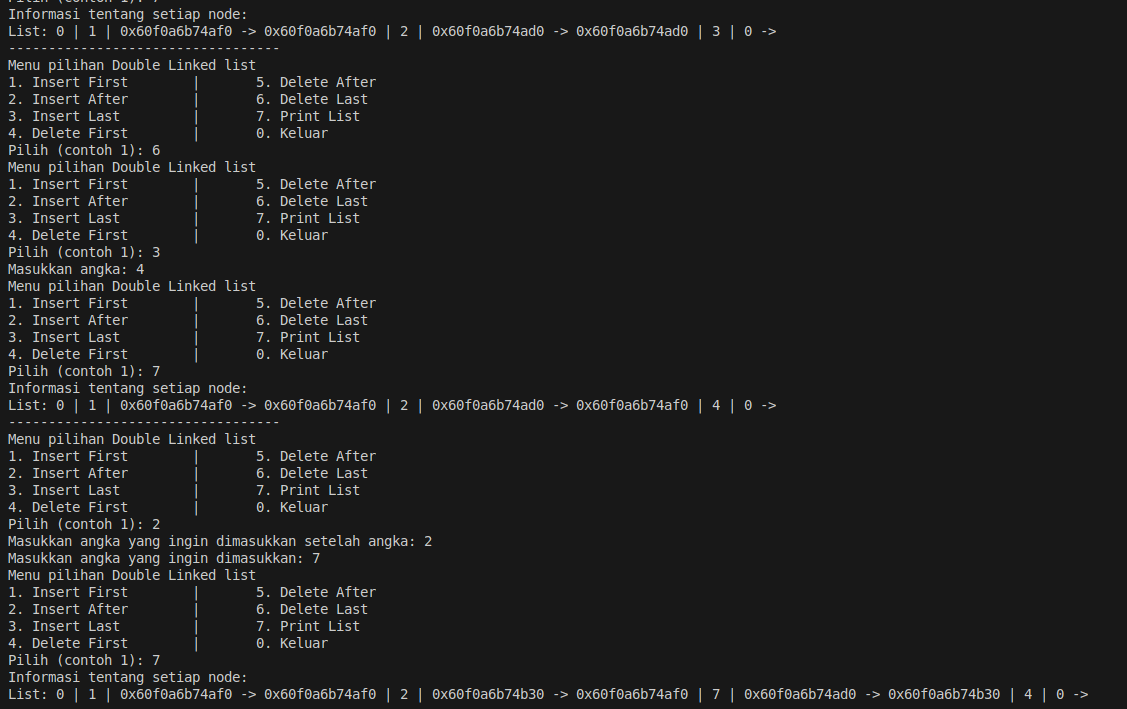 Pilih (contoh 1): 7
Informasi tentang setiap node:
List: 0 | 1 | 0x60f0a6b74af0 -> 0x60f0a6b74af0 | 2 | 0x60f0a6b74ad0 -> 0x60f0a6b74ad0 | 3 | 0 ->
----------------------------------
Menu pilihan Double Linked list
1. Insert First        |       5. Delete After
2. Insert After        |       6. Delete Last
3. Insert Last         |       7. Print List
4. Delete First        |       0. Keluar
Pilih (contoh 1): 6
Menu pilihan Double Linked list
1. Insert First        |       5. Delete After
2. Insert After        |       6. Delete Last
3. Insert Last         |       7. Print List
4. Delete First        |       0. Keluar
Pilih (contoh 1): 3
Masukkan angka: 4
Menu pilihan Double Linked list
1. Insert First        |       5. Delete After
2. Insert After        |       6. Delete Last
3. Insert Last         |       7. Print List
4. Delete First        |       0. Keluar
Pilih (contoh 1): 7
Informasi tentang setiap node:
List: 0 | 1 | 0x60f0a6b74af0 -> 0x60f0a6b74af0 | 2 | 0x60f0a6b74ad0 -> 0x60f0a6b74af0 | 4 | 0 ->
----------------------------------
Menu pilihan Double Linked list
1. Insert First        |       5. Delete After
2. Insert After        |       6. Delete Last
3. Insert Last         |       7. Print List
4. Delete First        |       0. Keluar
Pilih (contoh 1): 2
Masukkan angka yang ingin dimasukkan setelah angka: 2
Masukkan angka yang ingin dimasukkan: 7
Menu pilihan Double Linked list
1. Insert First        |       5. Delete After
2. Insert After        |       6. Delete Last
3. Insert Last         |       7. Print List
4. Delete First        |       0. Keluar
Pilih (contoh 1): 7
Informasi tentang setiap node:
List: 0 | 1 | 0x60f0a6b74af0 -> 0x60f0a6b74af0 | 2 | 0x60f0a6b74b30 -> 0x60f0a6b74af0 | 7 | 0x60f0a6b74ad0 -> 0x60f0a6b74b30 | 4 | 0 ->